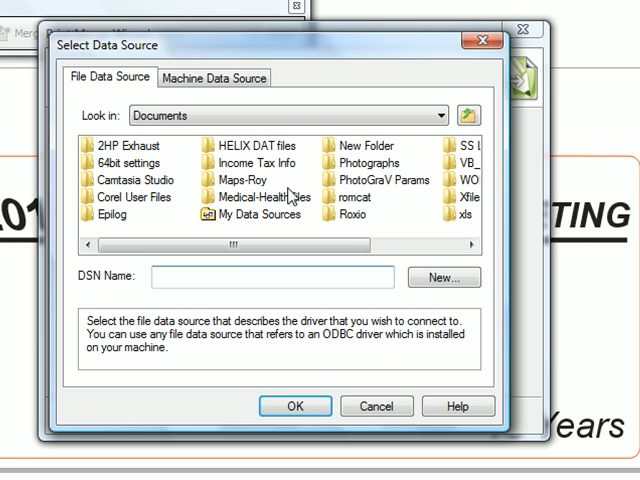 Select Data Source
File Data Source
Machine Data Source
Look in:
Documents
2HP Exhaust
64bit settings
Camtasia Studio
Corel User Files
Epilog
HELIX DAT files
Income Tax Info
Maps-Roy
My Data Sources
New Folder
Photographs
PhotoGraV Params
romcat
Roxio
SS L
VB_
WO
Xfile
xls
DSN Name:
New...
Select the file data source that describes the driver that you wish to connect to.
You can use any file data source that refers to an ODBC driver which is installed
on your machine.
OK
Cancel
Help
TING
Years